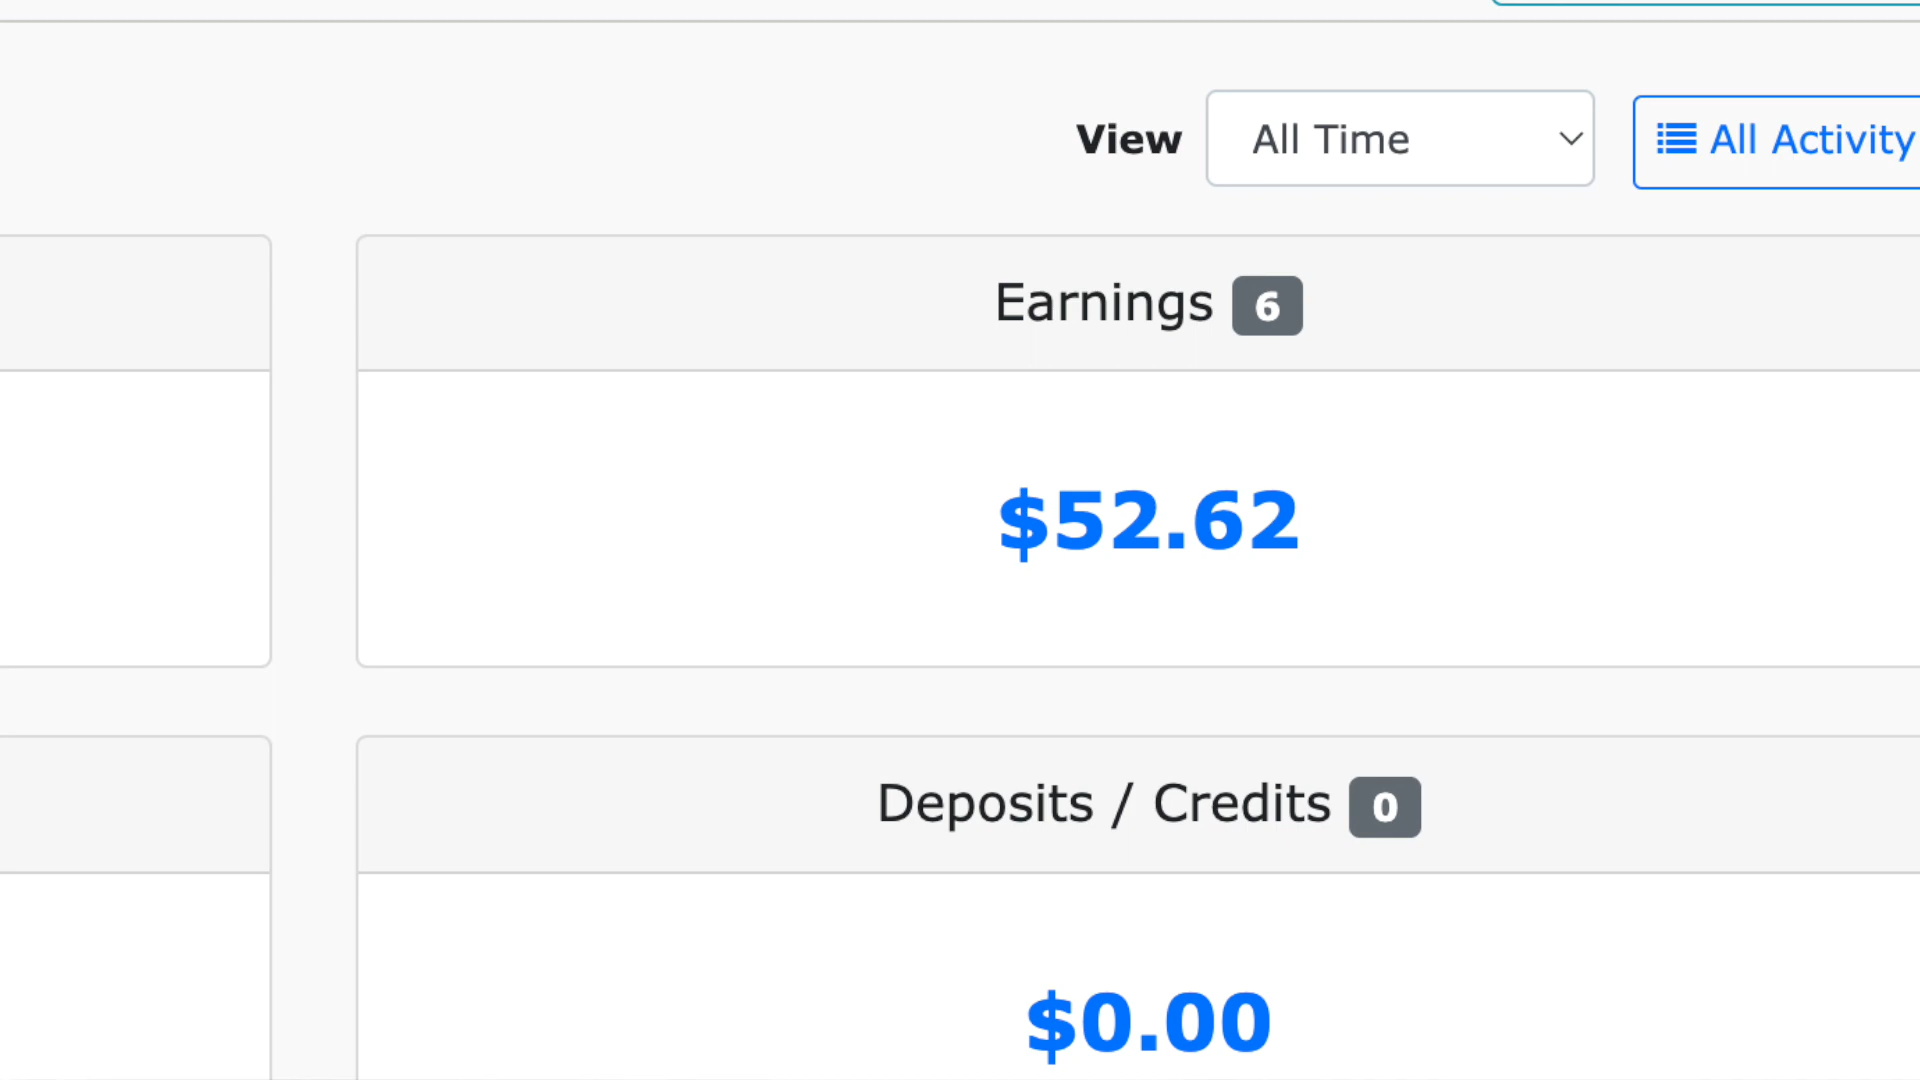 View All Time All Activity
Earnings 6
$52.62
Deposits / Credits 0
$0.00